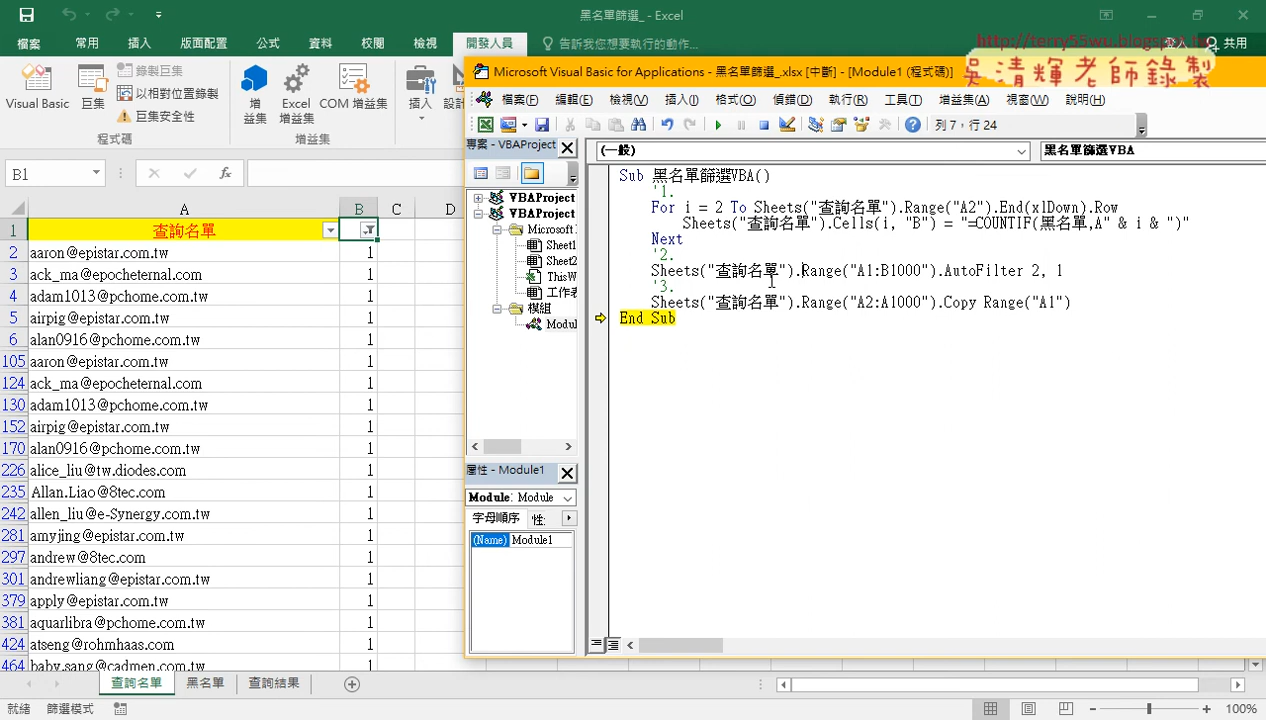 黑名單篩選_ - Excel
檔案 常用 插入 版面配置 公式 資料 校閱 檢視 開發人員 告訴我您想要執行的動作... 登入 共用
http://terry55wu.blogspot.tw
吳清輝老師錄製
Visual Basic 巨集 錄製巨集 以相對位置錄製 巨集安全性 增益集 Excel 增益集 COM 增益集 插入
程式碼 增益集
Microsoft Visual Basic for Applications - 黑名單篩選_.xlsx [中斷] - [Module1 (程式碼)]
檔案(F) 編輯(E) 檢視(V) 插入(I) 格式(O) 偵錯(D) 執行(R) 工具(T) 增益集(A) 視窗(W) 說明(H)
列 7，行 24
專案 - VBAProject
VBAProject
VBAProject
Microsoft
Sheet1
Sheet2
ThisW
工作表
模組
Modul
屬性 - Module1
Module1 Module
字母順序 性
(Name) Module1
(一般) 黑名單篩選VBA
Sub 黑名單篩選VBA()
'1.
For i = 2 To Sheets("查詢名單").Range("A2").End(xlDown).Row
Sheets("查詢名單").Cells(i, "B") = "=COUNTIF(黑名單,A" & i & ")"
Next
'2.
Sheets("查詢名單").Range("A1:B1000").AutoFilter 2, 1
'3.
Sheets("查詢名單").Range("A2:A1000").Copy Range("A1")
End Sub
B1
A B C D
1 查詢名單
2 aaron@epistar.com.tw 1
3 ack_ma@epocheternal.com 1
4 adam1013@pchome.com.tw 1
5 airpig@epistar.com.tw 1
6 alan0916@pchome.com.tw 1
105 aaron@epistar.com.tw 1
124 ack_ma@epocheternal.com 1
130 adam1013@pchome.com.tw 1
152 airpig@epistar.com.tw 1
170 alan0916@pchome.com.tw 1
226 alice_liu@tw.diodes.com 1
235 Allan.Liao@8tec.com 1
242 allen_liu@e-Synergy.com.tw 1
281 amyjing@epistar.com.tw 1
297 andrew@8tec.com 1
301 andrewliang@epistar.com.tw 1
379 apply@epistar.com.tw 1
421 aquarlibra@pchome.com.tw 1
424 atseng@rohmhaas.com 1
464 baby.sang@cadmen.com.tw 1
查詢名單 黑名單 查詢結果
就緒 篩選模式 100%